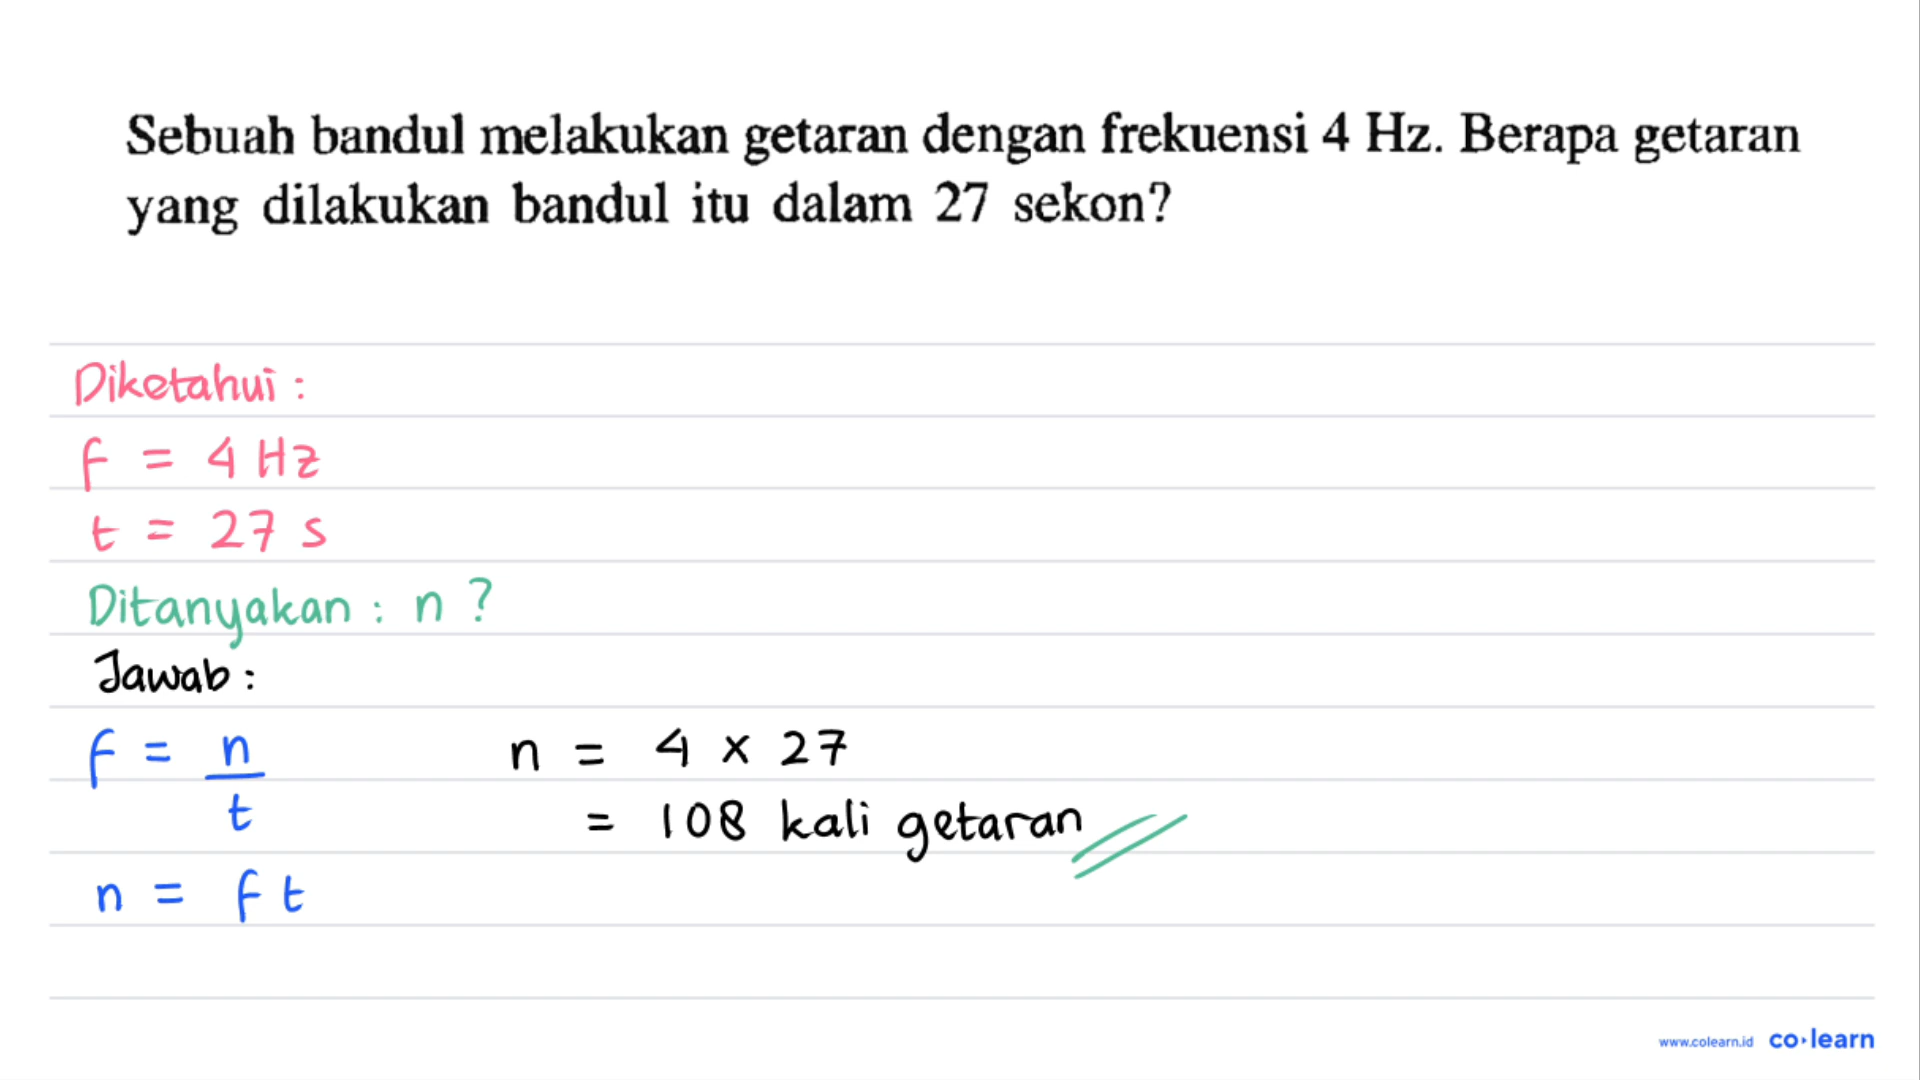 Sebuah bandul melakukan getaran dengan frekuensi 4 Hz. Berapa getaran
yang dilakukan bandul itu dalam 27 sekon?
Diketahui :
f = 4 Hz
t = 27 s
Ditanyakan : n ?
Jawab :
f = n/t
n = f t
n = 4 x 27
= 108 kali getaran
www.colearn.id co·learn